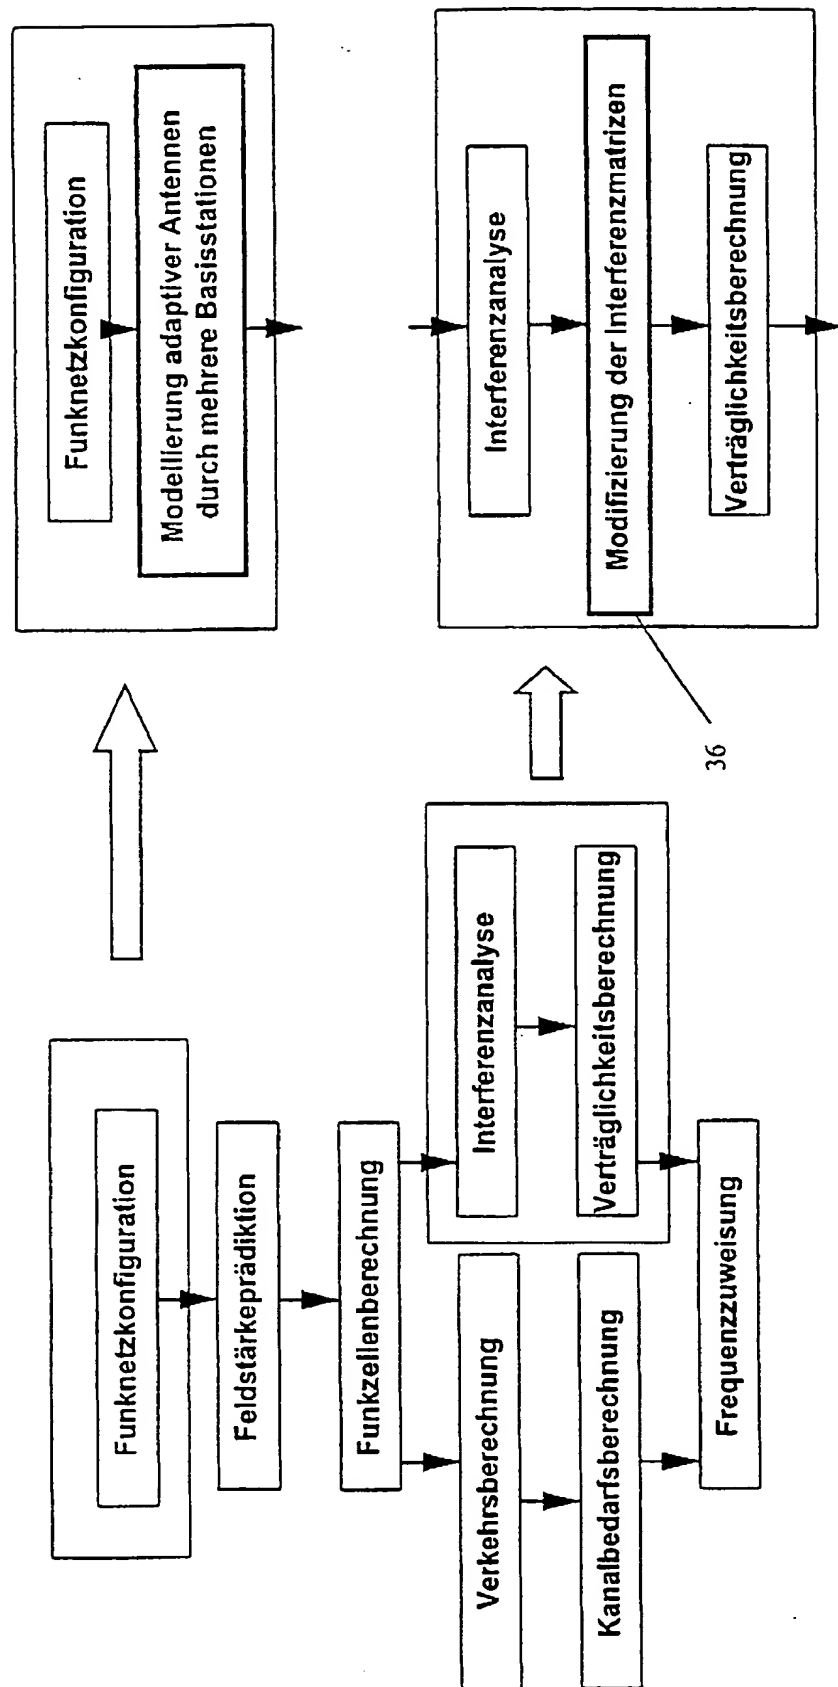 Funknetzkonfiguration
Feldstärkeprädiktion
Funkzellenberechnung
Verkehrsberechnung
Kanalbedarfsberechnung
Interferenzanalyse
Verträglichkeitsberechnung
Frequenzzuweisung
Funknetzkonfiguration
Modellierung adaptiver Antennen
durch mehrere Basisstationen
Interferenzanalyse
Modifizierung der Interferenzmatrizen
Verträglichkeitsberechnung
36